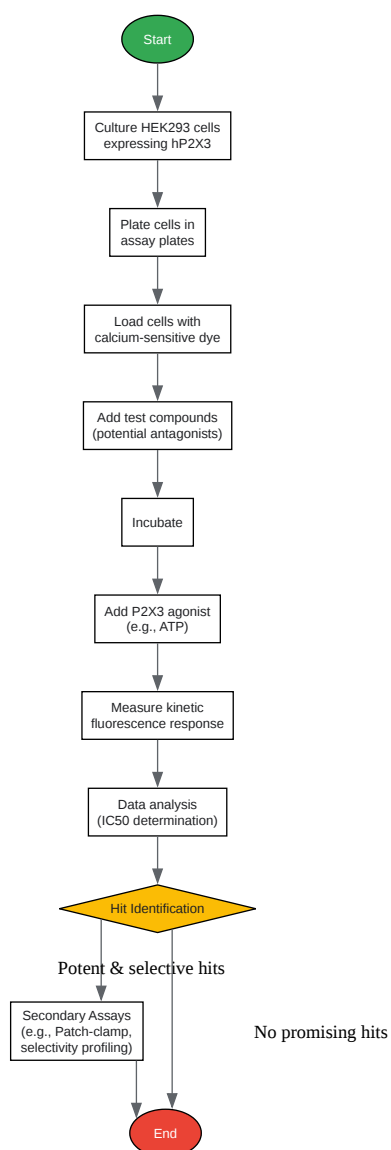 Start
Culture HEK293 cells
expressing hP2X3
Plate cells in
assay plates
Load cells with
calcium-sensitive dye
Add test compounds
(potential antagonists)
Incubate
Add P2X3 agonist
(e.g., ATP)
Measure kinetic
fluorescence response
Data analysis
(IC50 determination)
Hit Identification
Potent & selective hits
Secondary Assays
(e.g., Patch-clamp,
selectivity profiling)
No promising hits
End